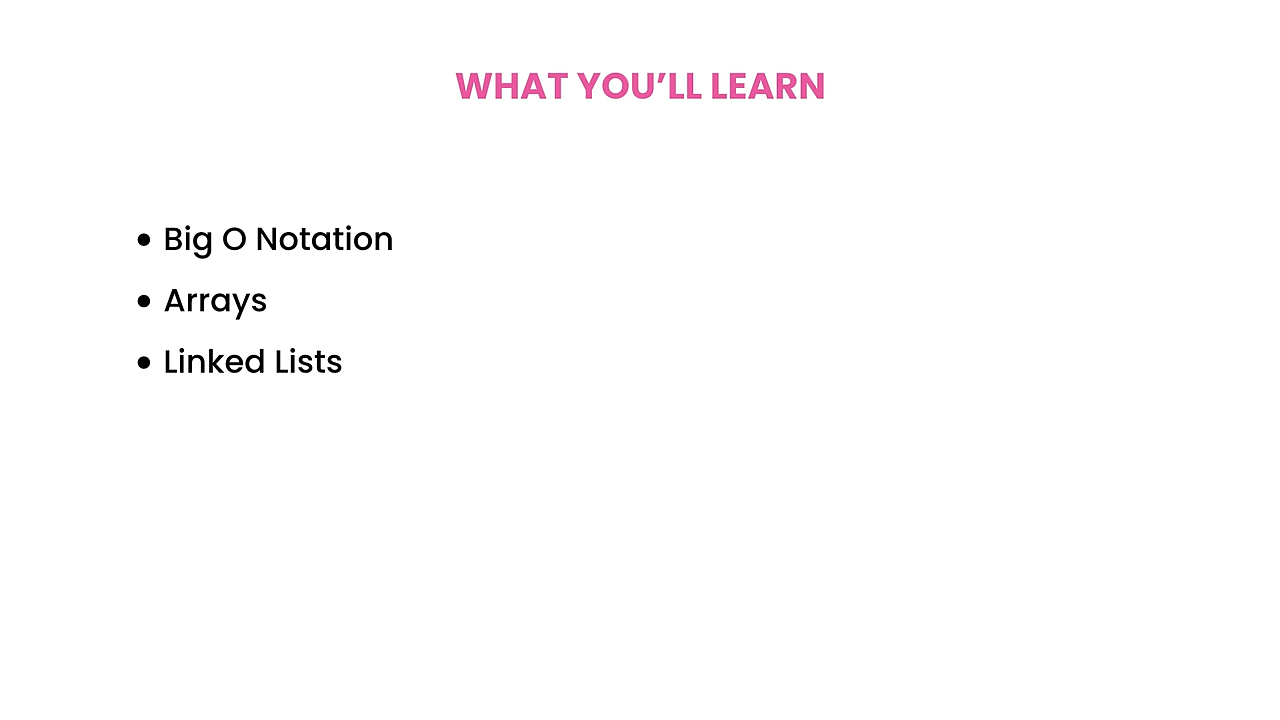 WHAT YOU’LL LEARN
• Big O Notation
• Arrays
• Linked Lists